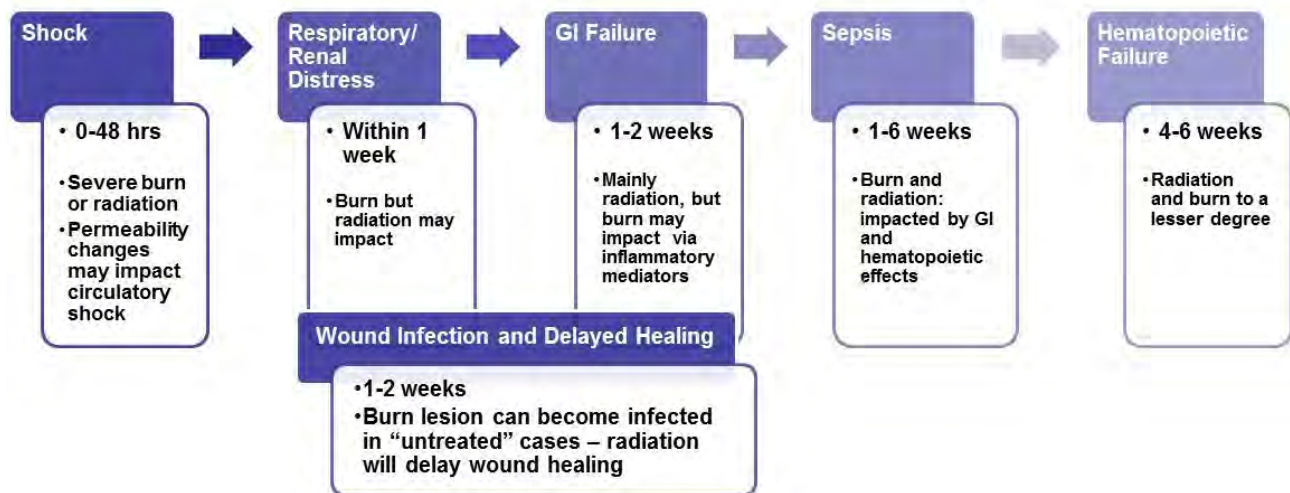 Shock
• 0-48 hrs
•Severe burn
or radiation
•Permeability
changes
may impact
circulatory
shock
Respiratory/
Renal
Distress
• Within 1
week
• Burn but
radiation may
impact
GI Failure
• 1-2 weeks
•Mainly
radiation, but
burn may
impact via
inflammatory
mediators
Sepsis
• 1-6 weeks
•Burn and
radiation:
impacted by GI
and
hematopoietic
effects
Hematopoietic
Failure
• 4-6 weeks
•Radiation
and burn to a
lesser degree
Wound Infection and Delayed Healing
•1-2 weeks
•Burn lesion can become infected
in “untreated” cases – radiation
will delay wound healing